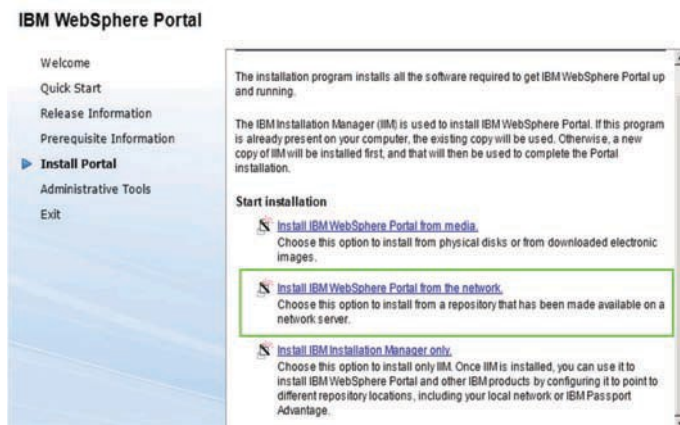 IBM WebSphere Portal
Welcome
Quick Start
Release Information
Prerequisite Information
Install Portal
Administrative Tools
Exit
The installation program installs all the software required to get IBM WebSphere Portal up
and running.
The IBM Installation Manager (IIM) is used to install IBM WebSphere Portal. If this program
is already present on your computer, the existing copy will be used. Otherwise, a new
copy of IIM will be installed first, and that will then be used to complete the Portal
installation.
Start installation
Install IBM WebSphere Portal from media.
Choose this option to install from physical disks or from downloaded electronic
images.
Install IBM WebSphere Portal from the network.
Choose this option to install from a repository that has been made available on a
network server.
Install IBM Installation Manager only.
Choose this option to install only IIM. Once IIM is installed, you can use it to
install IBM WebSphere Portal and other IBM products by configuring it to point to
different repository locations, including your local network or IBM Passport
Advantage.